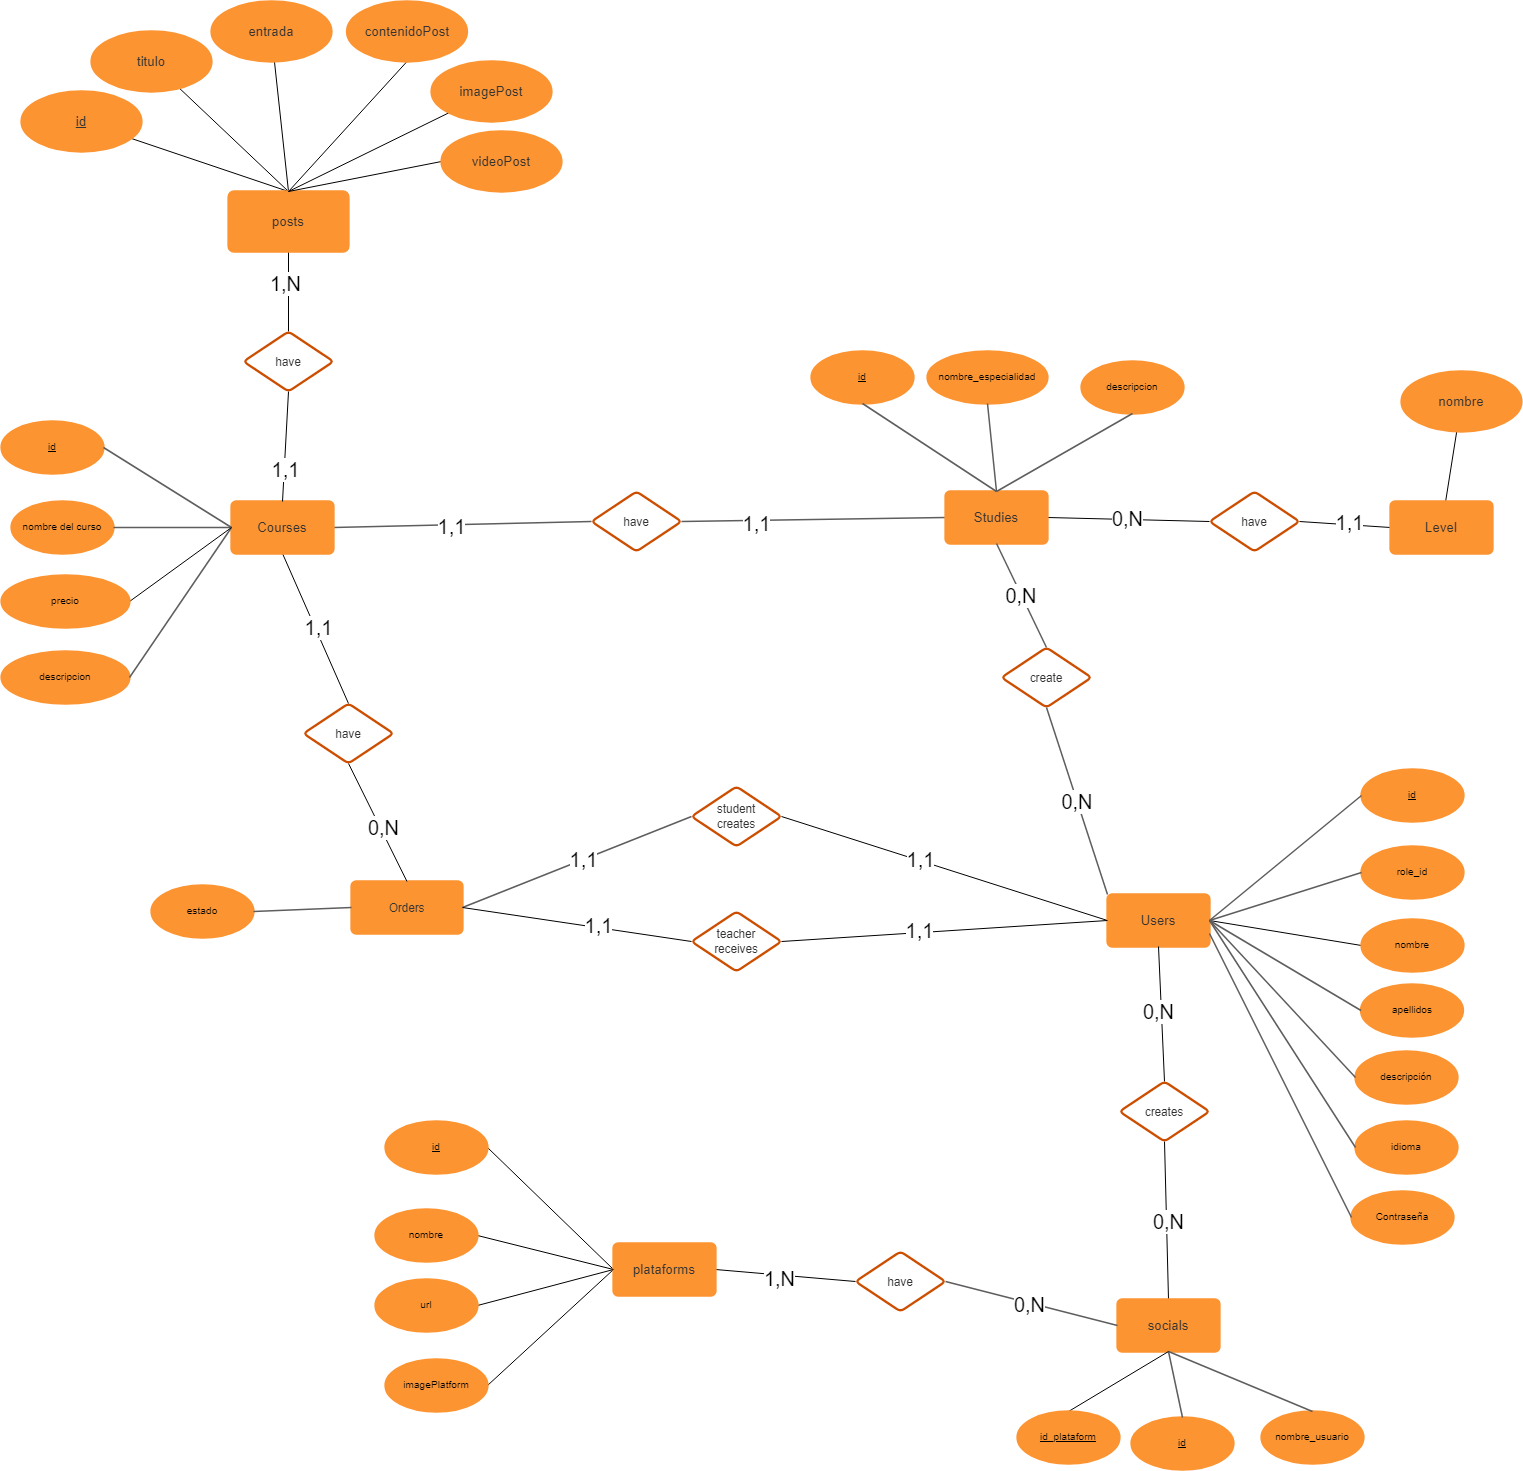 entrada
contenidoPost
titulo
imagePost
id
videoPost
posts
1,N
have
id
nombre_especialidad
descripcion
nombre
id
1,1
nombre del curso
Courses
1,1
have
1,1
Studies
0,N
have
1,1
Level
precio
0,N
1,1
descripcion
create
have
id
0,N
student
creates
0,N
1,1
1,1
role_id
estado
Orders
Users
1,1
teacher
receives
1,1
nombre
0,N
apellidos
descripción
creates
id
idioma
Contraseña
nombre
0,N
plataforms
1,N
have
url
0,N
socials
imagePlatform
id_plataform
id
nombre_usuario